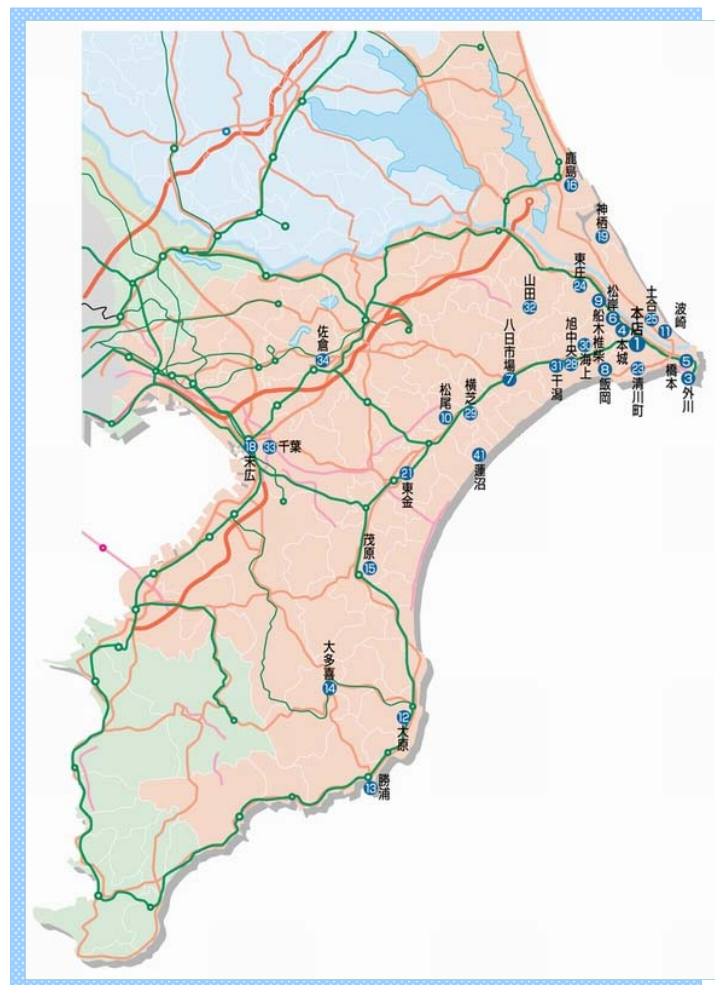 鹿島
16
神栖
19
東庄
24
山田
32
松岸
6
9
船木椎柴
土合
25
波崎
11
本店
1
4
本城
佐倉
34
八日市場
7
旭中央
28
30
海上
31
干潟
8
飯岡
23
清川町
橋本
5
3
外川
松尾
10
横芝
29
18
末広
33
千葉
41
蓮沼
21
東金
茂原
15
大多喜
14
12
大原
13
勝浦